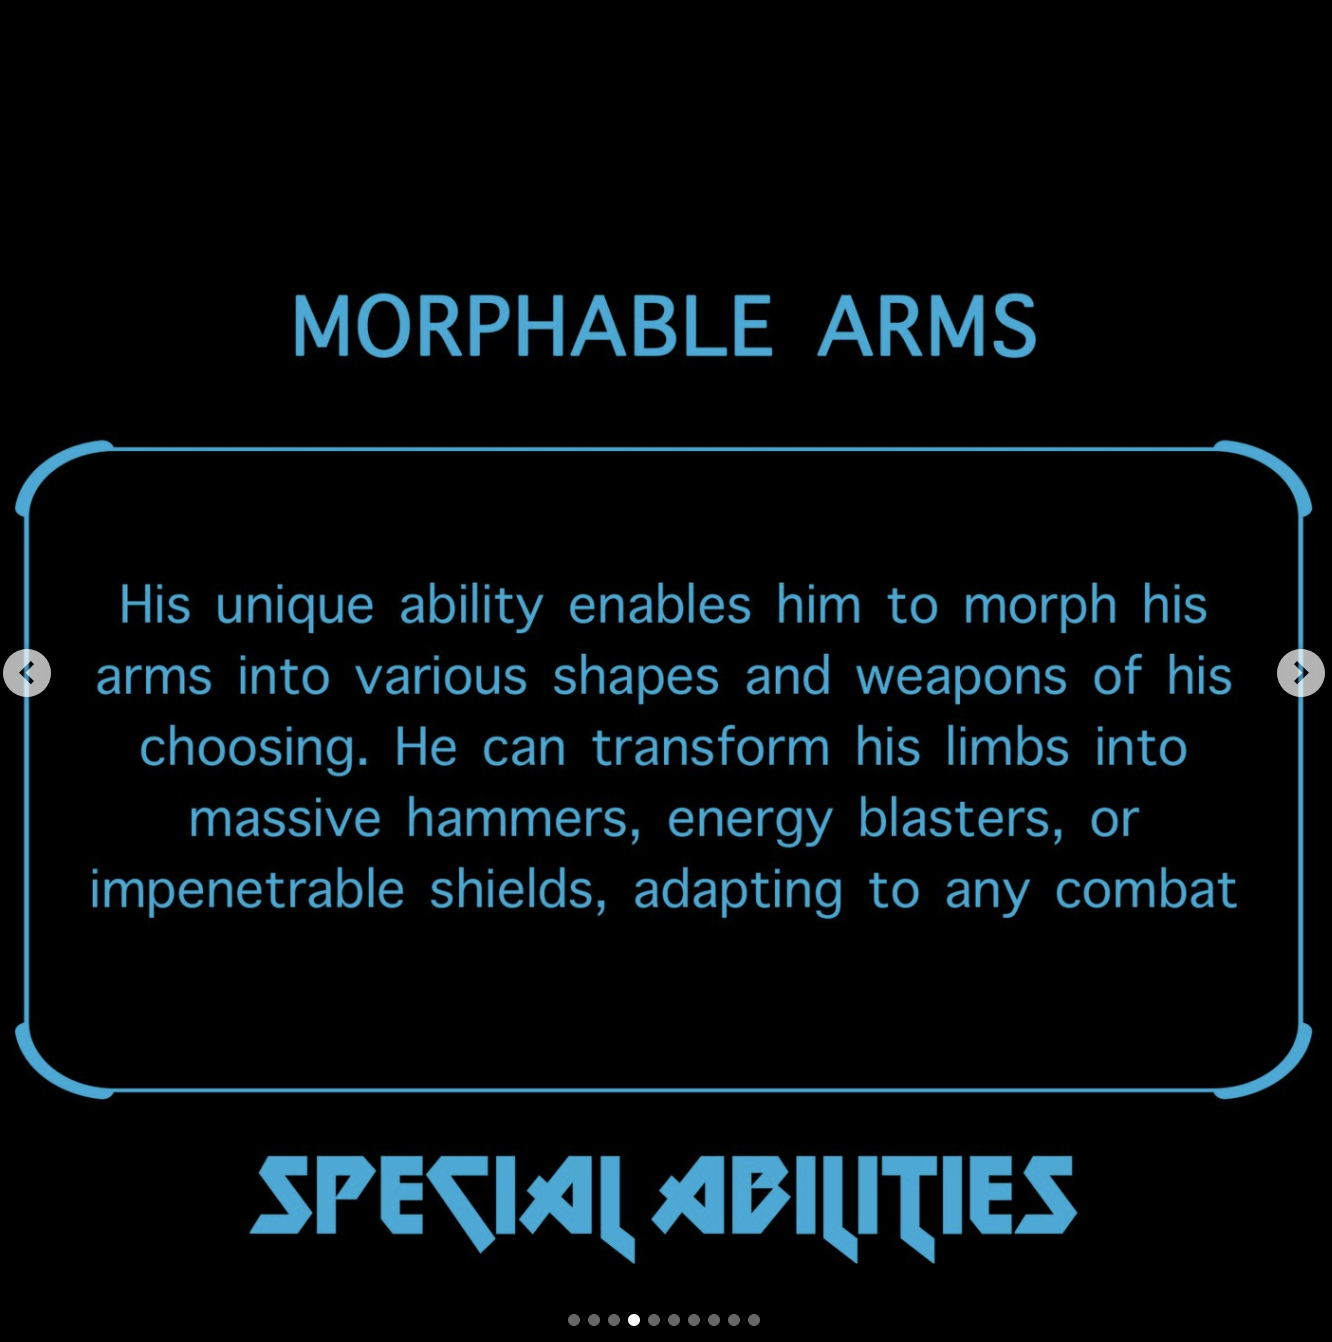 MORPHABLE ARMS
His unique ability enables him to morph his
arms into various shapes and weapons of his
choosing. He can transform his limbs into
massive hammers, energy blasters, or
impenetrable shields, adapting to any combat
SPECIAL ABILITIES